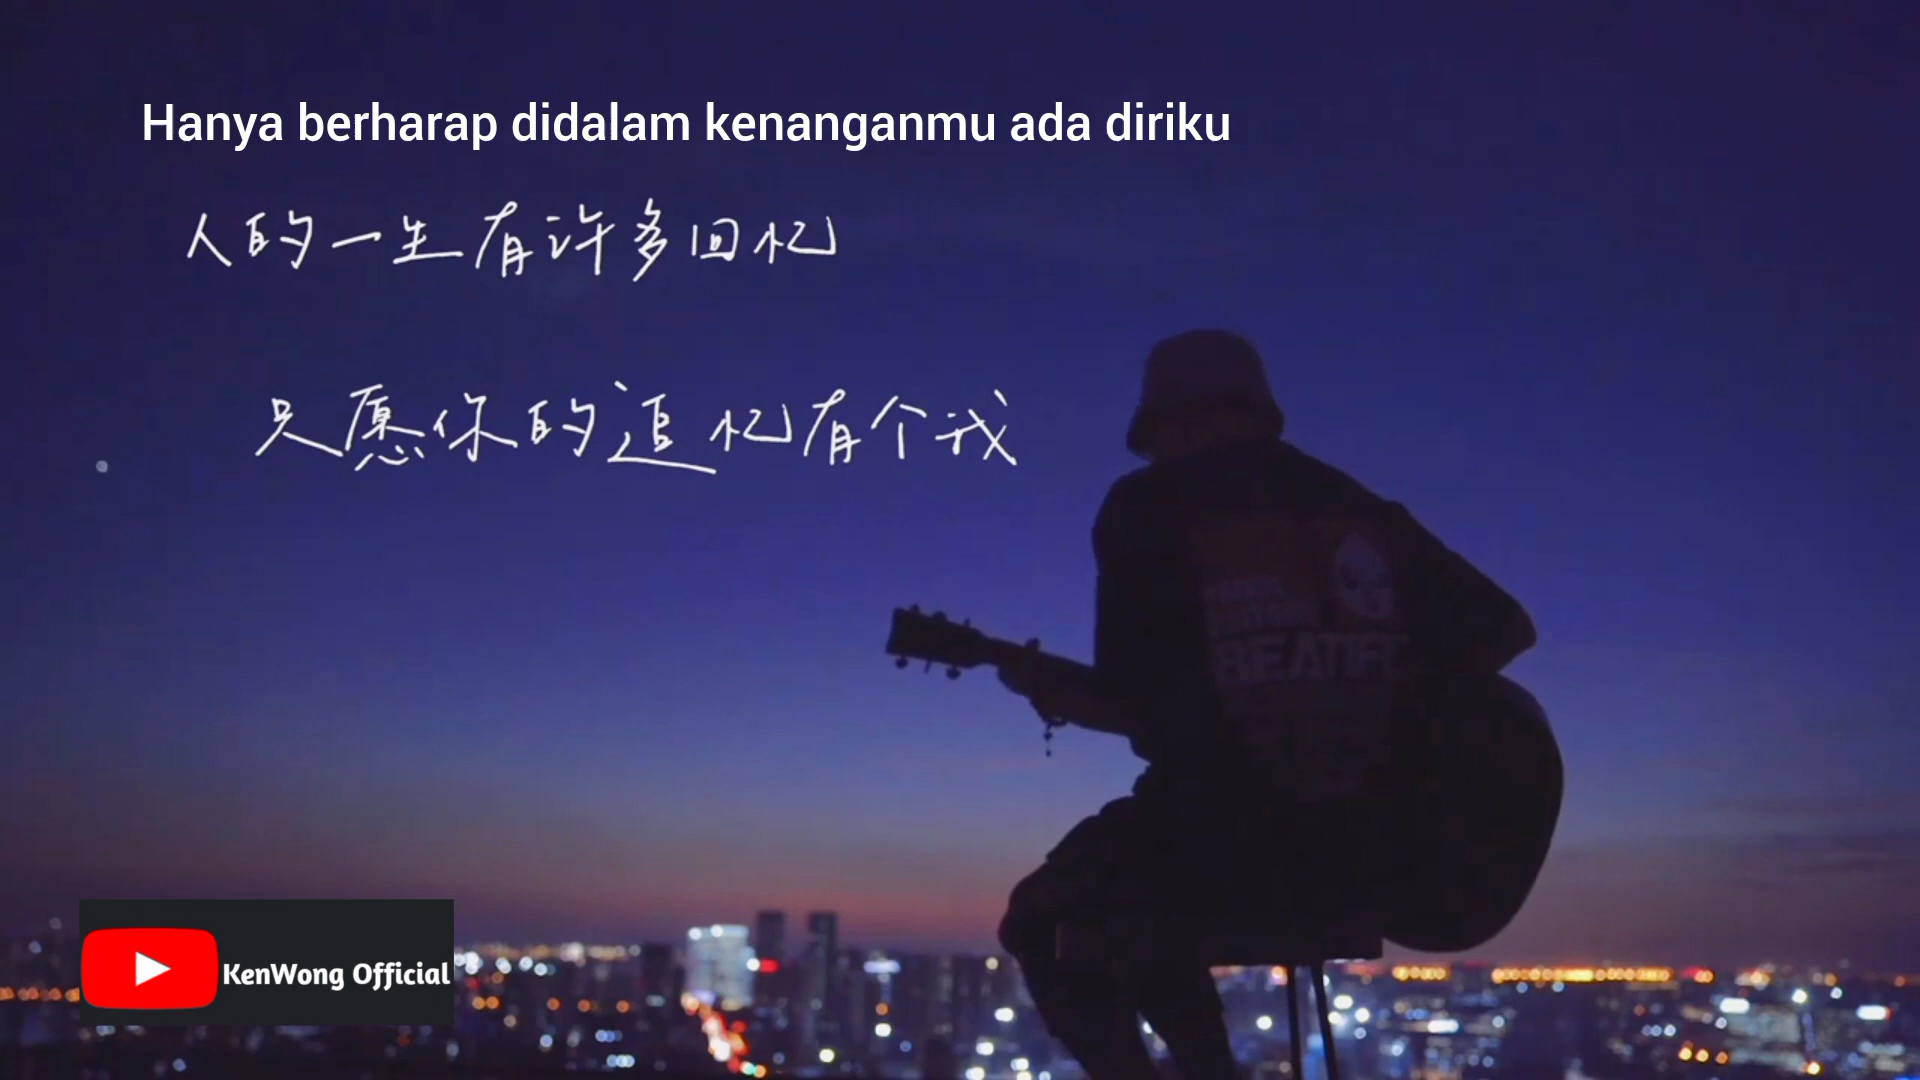 Hanya berharap didalam kenanganmu ada diriku
人的一生有许多回忆
只愿你的追忆有个我
BEATIF
KenWong Official